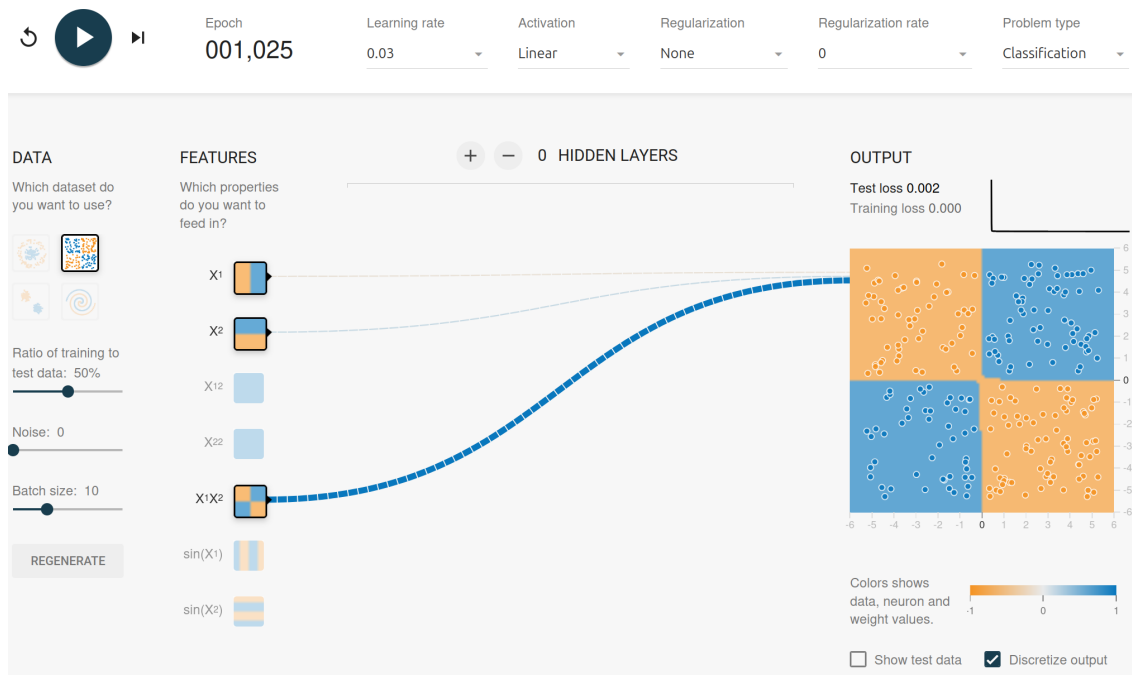 Epoch
001,025
Learning rate
0.03
Activation
Linear
Regularization
None
Regularization rate
0
Problem type
Classification
DATA
Which dataset do
you want to use?
Ratio of training to
test data: 50%
Noise: 0
Batch size: 10
REGENERATE
FEATURES
Which properties
do you want to
feed in?
X1
X2
X12
X22
X1X2
sin(X1)
sin(X2)
+ − 0 HIDDEN LAYERS
OUTPUT
Test loss 0.002
Training loss 0.000
6
5
4
3
2
1
0
-1
-2
-3
-4
-5
-6
-6 -5 -4 -3 -2 -1 0 1 2 3 4 5 6
Colors shows
data, neuron and
weight values.
-1 0 1
Show test data
Discretize output